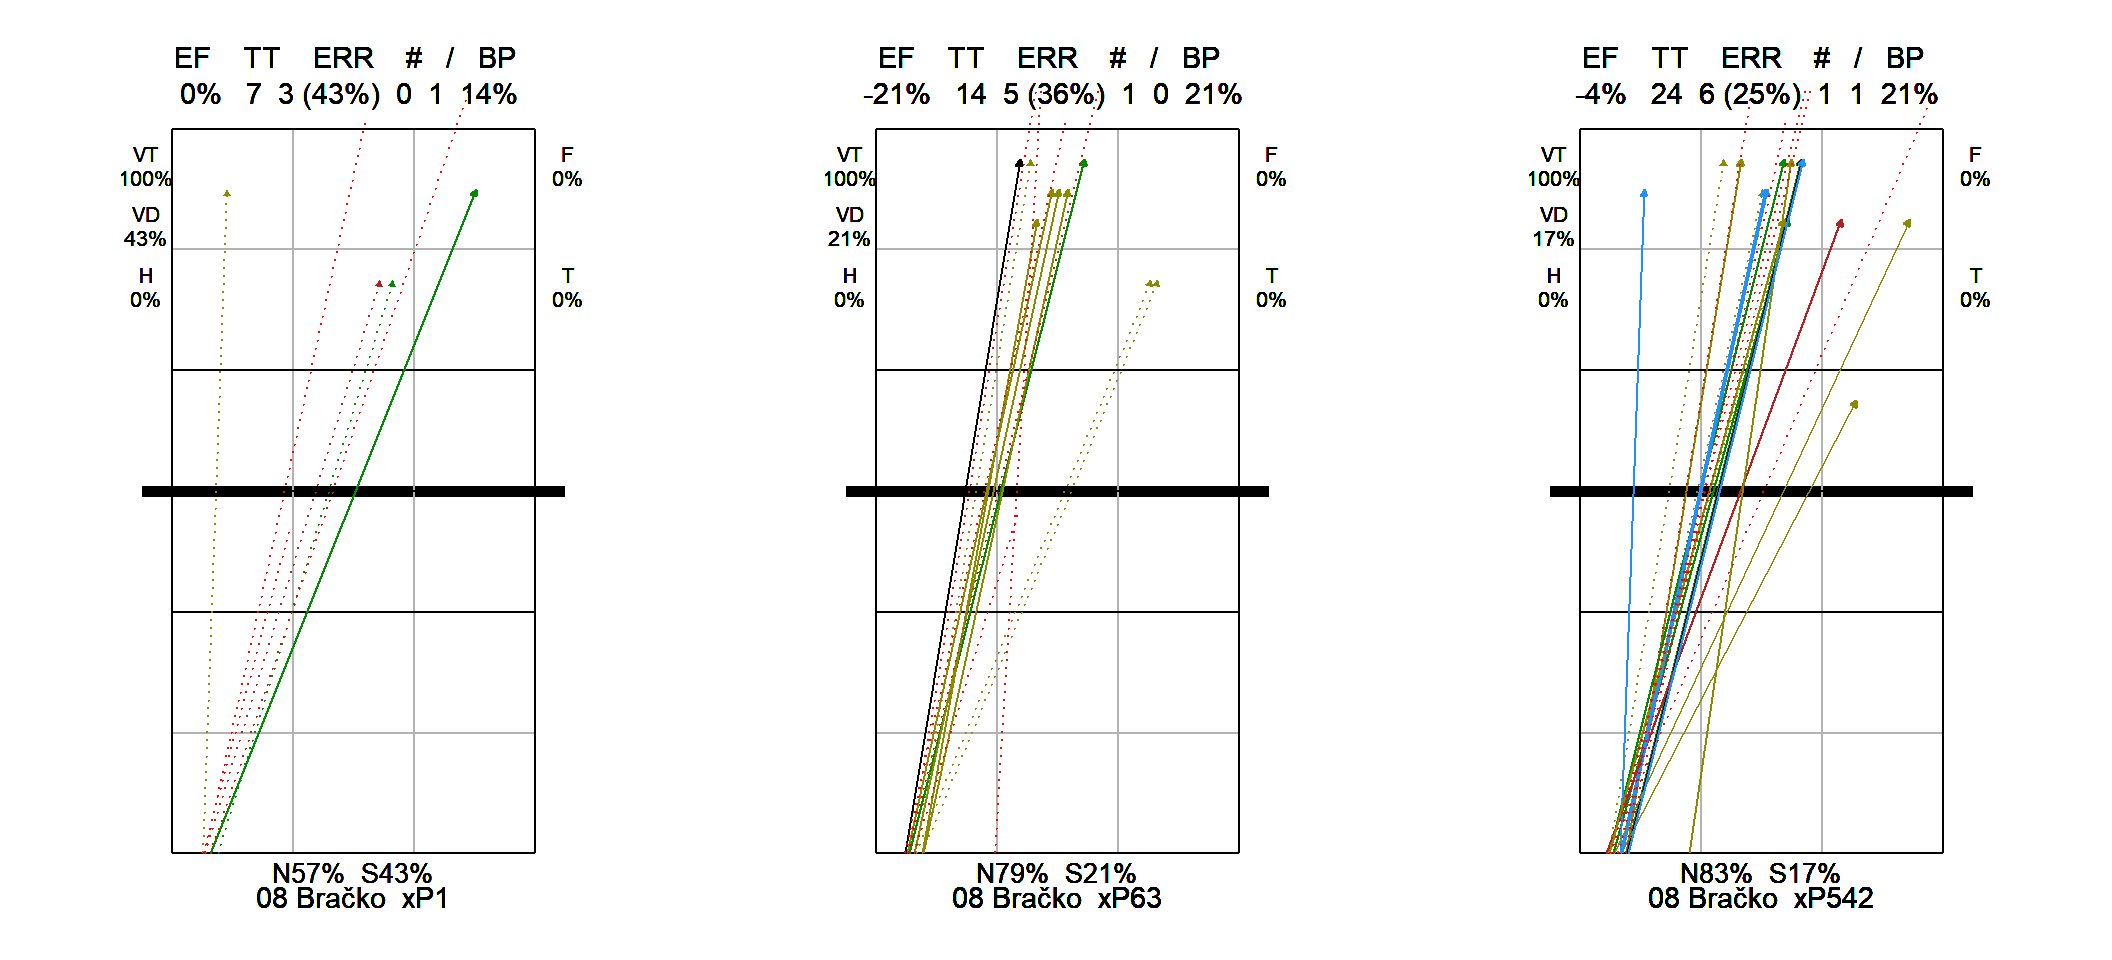 EF TT ERR # / BP
0% 7 3 (43%) 0 1 14%
VT
100%
VD
43%
H
0%
F
0%
T
0%
N57% S43%
08 Bračko xP1
EF TT ERR # / BP
-21% 14 5 (36%) 1 0 21%
VT
100%
VD
21%
H
0%
F
0%
T
0%
N79% S21%
08 Bračko xP63
EF TT ERR # / BP
-4% 24 6 (25%) 1 1 21%
VT
100%
VD
17%
H
0%
F
0%
T
0%
N83% S17%
08 Bračko xP542